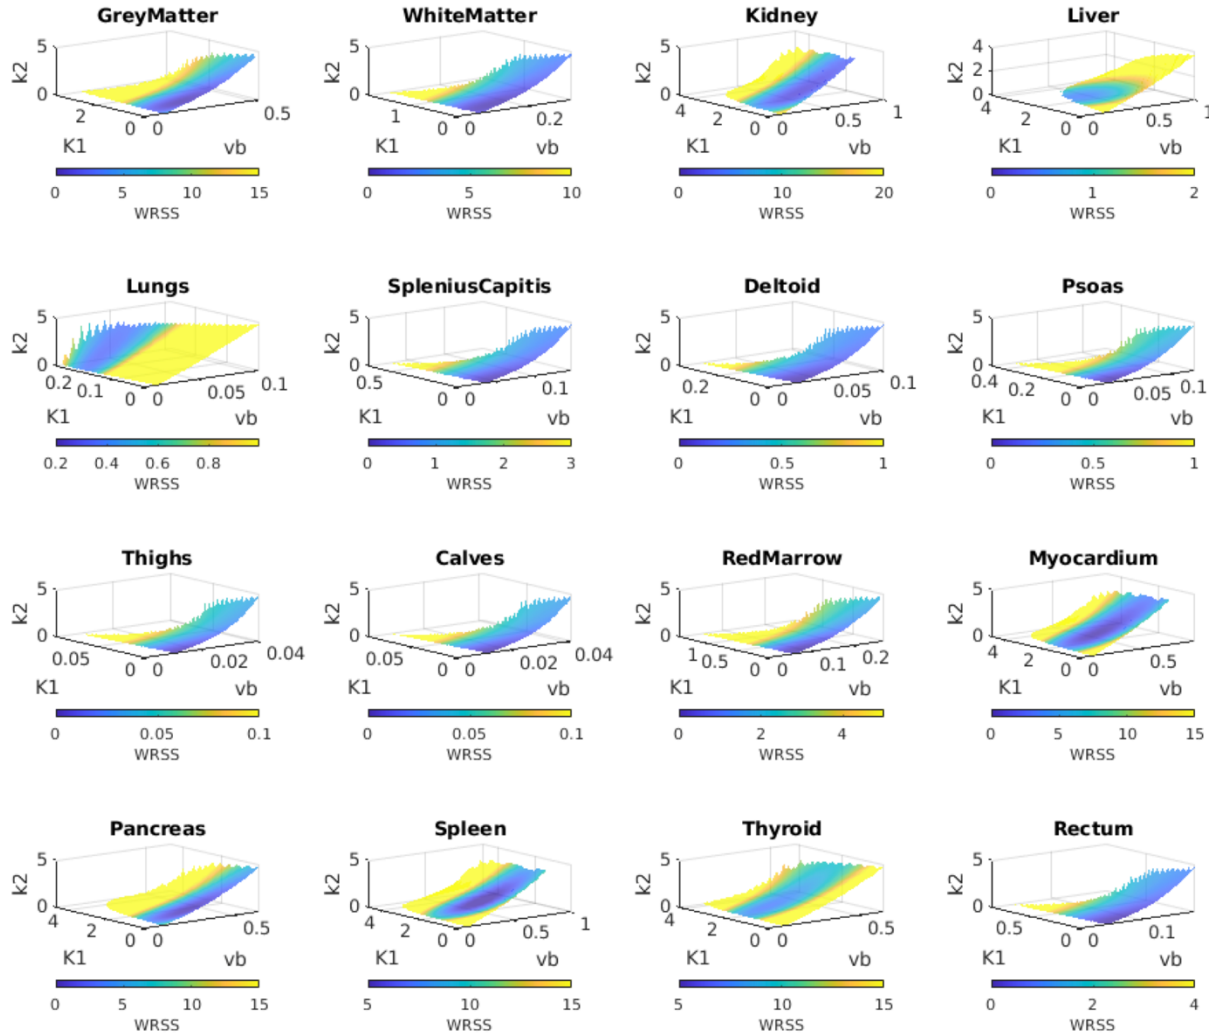 GreyMatter WhiteMatter Kidney Liver
5 5 5 4
k2 k2 k2 k2 2
0 0 0 0
2 0 0 0.5 1 0 0 0.2 4 2 0 0 0.5 1 4 2 0 0 0.5 1
K1 vb K1 vb K1 vb K1 vb
0 5 10 15 0 5 10 0 10 20 0 1 2
WRSS WRSS WRSS WRSS
Lungs SpleniusCapitis Deltoid Psoas
5 5 5 5
k2 k2 k2 k2
0 0 0 0
0.2 0.1 0 0 0.05 0.1 0.5 0 0 0.1 0.2 0 0 0.05 0.1 0.4 0.2 0 0 0.05 0.1
K1 vb K1 vb K1 vb K1 vb
0.2 0.4 0.6 0.8 0 1 2 3 0 0.5 1 0 0.5 1
WRSS WRSS WRSS WRSS
Thighs Calves RedMarrow Myocardium
5 5 5 5
k2 k2 k2 k2
0 0 0 0
0.05 0 0 0.02 0.04 0.05 0 0 0.02 0.04 1 0.5 0 0 0.1 0.2 4 2 0 0 0.5
K1 vb K1 vb K1 vb K1 vb
0 0.05 0.1 0 0.05 0.1 0 2 4 0 5 10 15
WRSS WRSS WRSS WRSS
Pancreas Spleen Thyroid Rectum
5 5 5 5
k2 k2 k2 k2
0 0 0 0
4 2 0 0 0.5 4 2 0 0 0.5 1 4 2 0 0 0.5 0.5 0 0 0.1
K1 vb K1 vb K1 vb K1 vb
0 5 10 15 5 10 15 5 10 15 0 2 4
WRSS WRSS WRSS WRSS